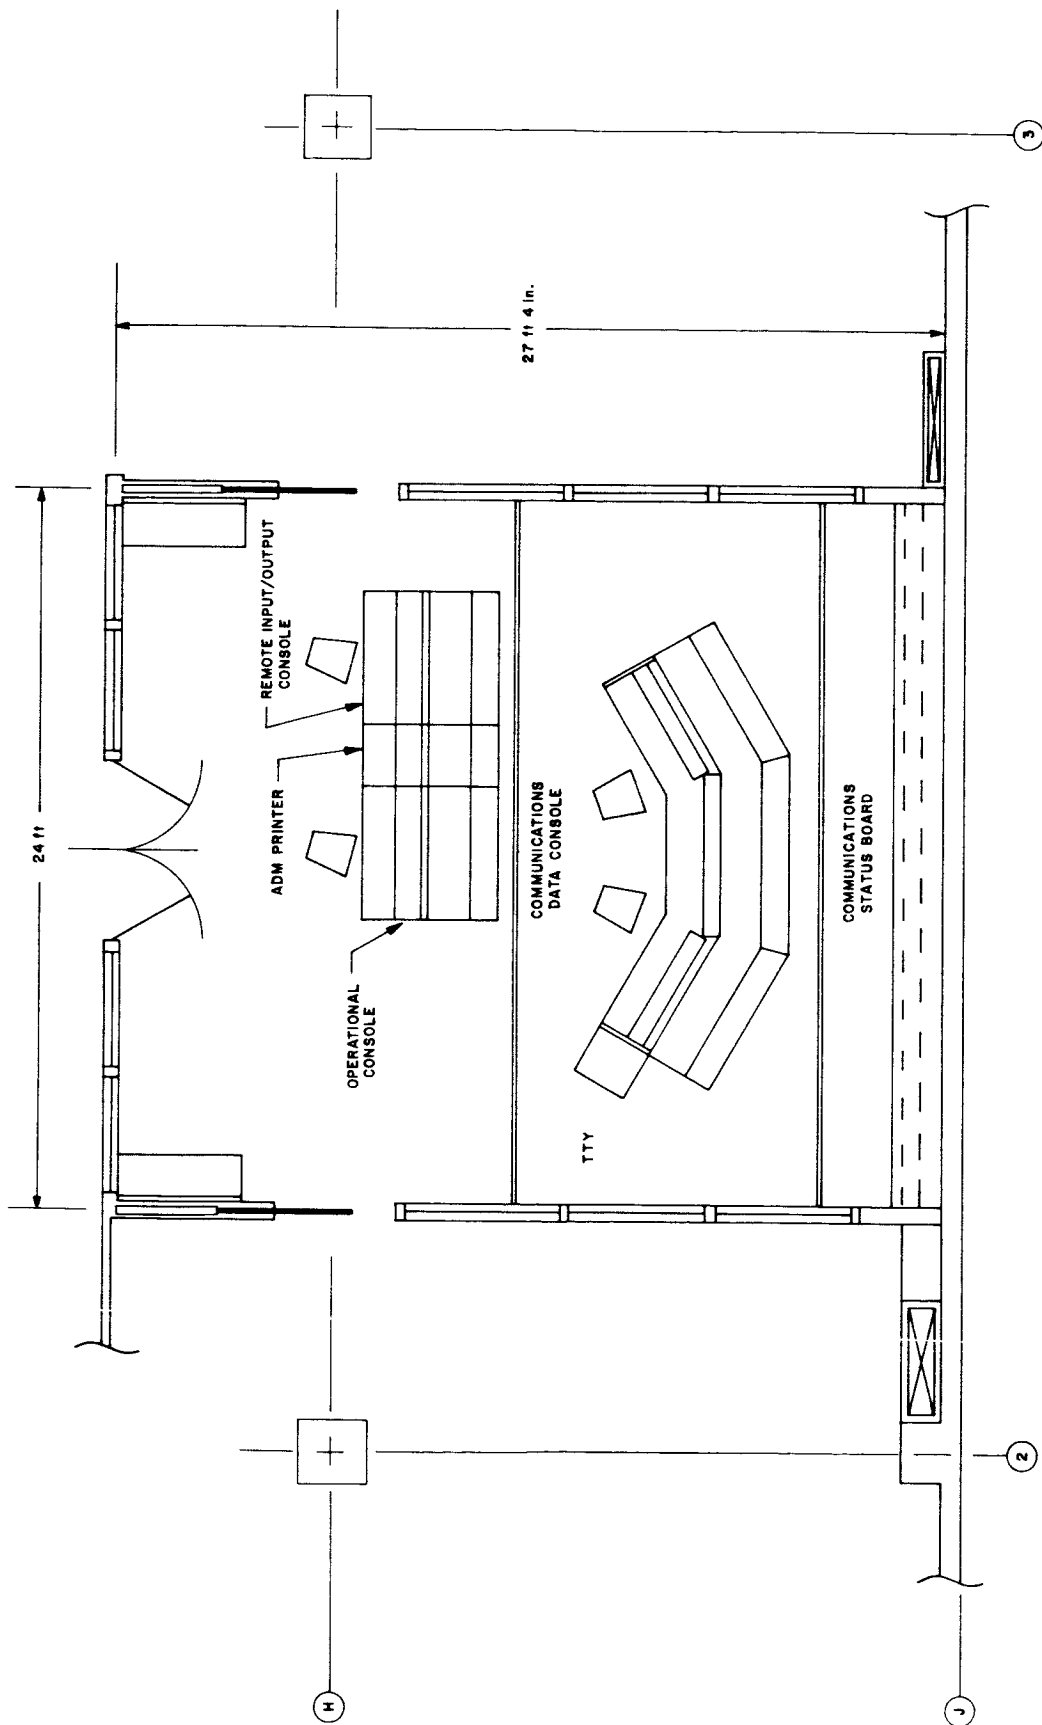 24 ft
27 ft 4 in.
REMOTE INPUT/OUTPUT
CONSOLE
ADM PRINTER
OPERATIONAL
CONSOLE
COMMUNICATIONS
DATA CONSOLE
TTY
COMMUNICATIONS
STATUS BOARD
H
J
2
3